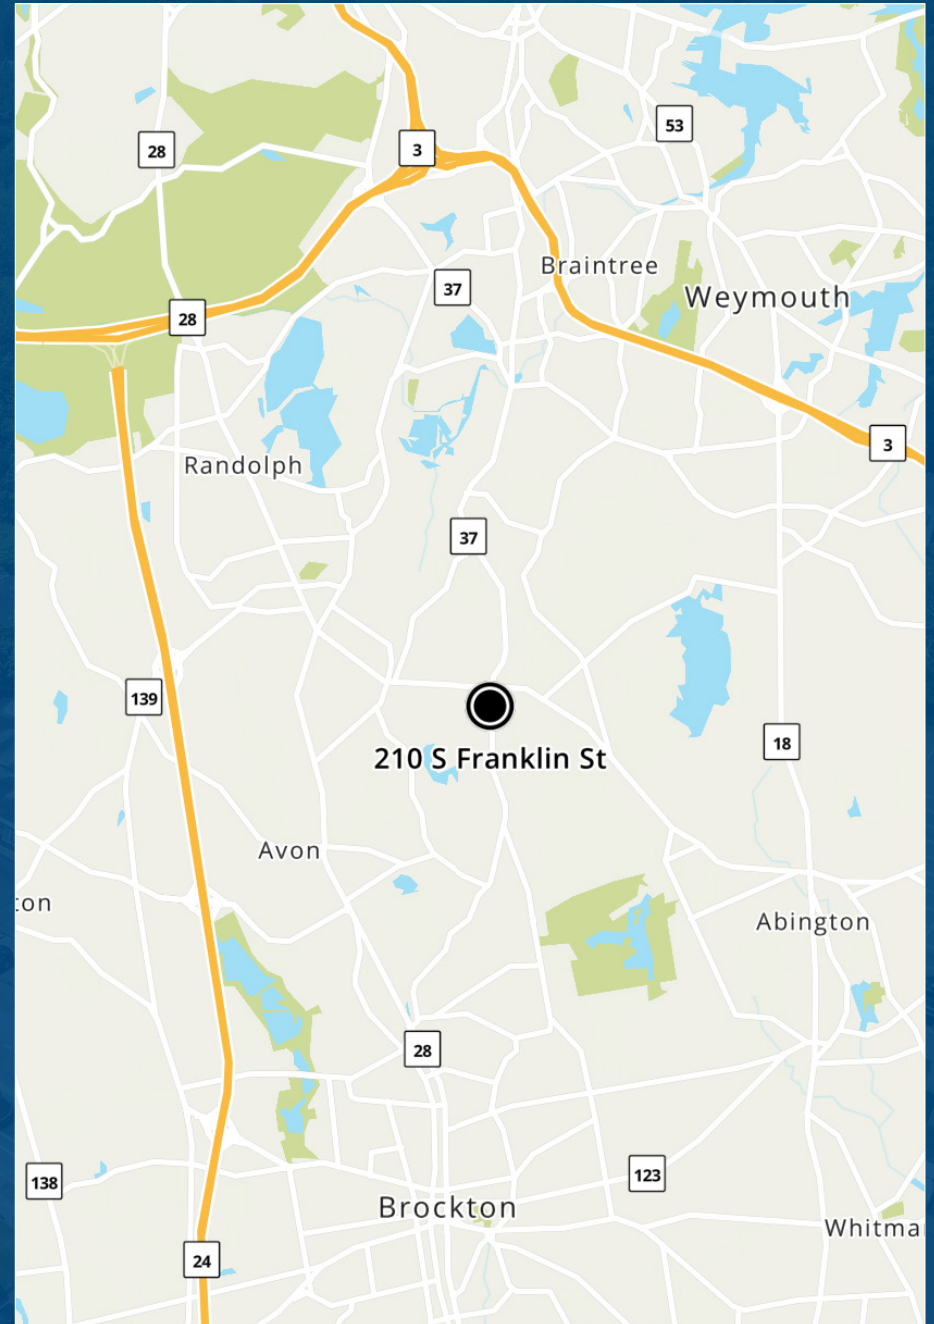 53
28
3
Braintree
37
Weymouth
28
3
Randolph
37
139
18
210 S Franklin St
Avon
ton
Abington
28
123
138
Brockton
Whitma
24